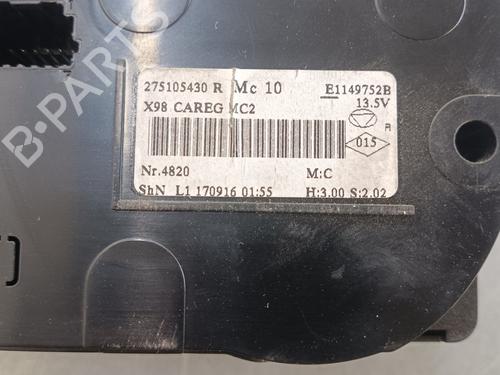 275105430 R Mc 10 E1149752B
X98 CAREG MC2 13.5V
R
015
Nr.4820 M:C
ShN L1 170916 01:55 H:3.00 S:2.02
B-PARTS